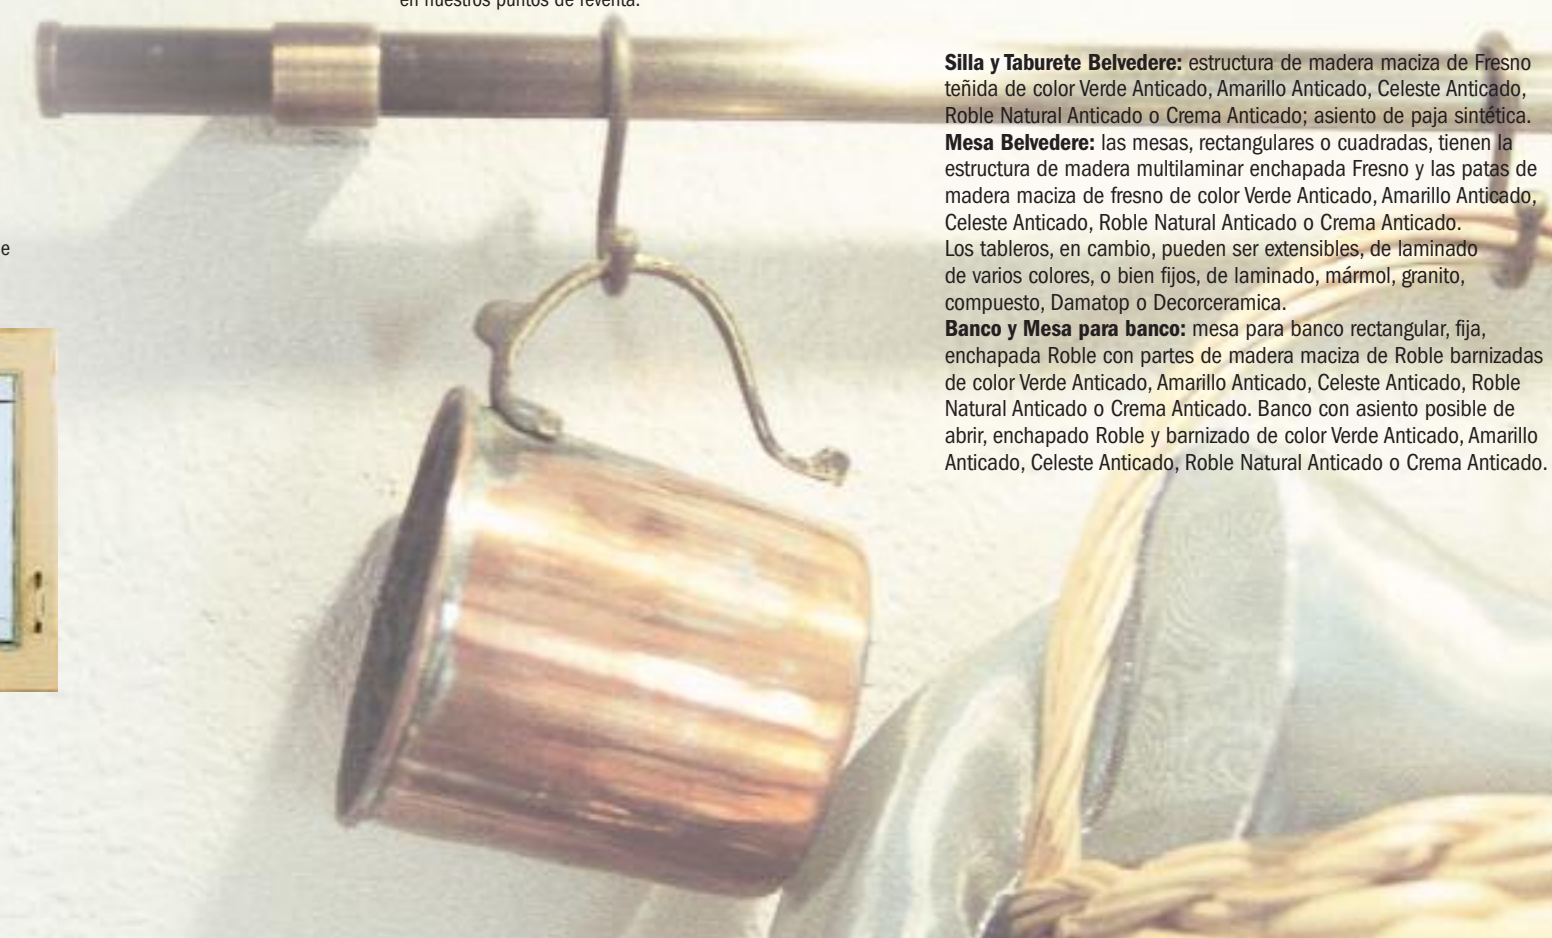 en nuestros puntos de reventa.
e
Silla y Taburete Belvedere: estructura de madera maciza de Fresno
teñida de color Verde Anticado, Amarillo Anticado, Celeste Anticado,
Roble Natural Anticado o Crema Anticado; asiento de paja sintética.
Mesa Belvedere: las mesas, rectangulares o cuadradas, tienen la
estructura de madera multilaminar enchapada Fresno y las patas de
madera maciza de fresno de color Verde Anticado, Amarillo Anticado,
Celeste Anticado, Roble Natural Anticado o Crema Anticado.
Los tableros, en cambio, pueden ser extensibles, de laminado
de varios colores, o bien fijos, de laminado, mármol, granito,
compuesto, Damatop o Decorceramica.
Banco y Mesa para banco: mesa para banco rectangular, fija,
enchapada Roble con partes de madera maciza de Roble barnizadas
de color Verde Anticado, Amarillo Anticado, Celeste Anticado, Roble
Natural Anticado o Crema Anticado. Banco con asiento posible de
abrir, enchapado Roble y barnizado de color Verde Anticado, Amarillo
Anticado, Celeste Anticado, Roble Natural Anticado o Crema Anticado.